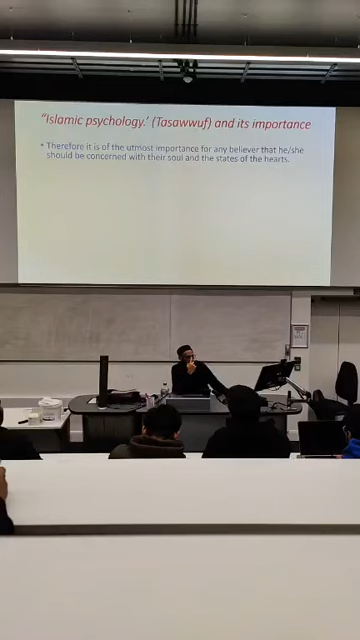 "Islamic psychology.' (Tasawwuf) and its importance
• Therefore it is of the utmost importance for any believer that he/she
should be concerned with their soul and the states of the hearts.